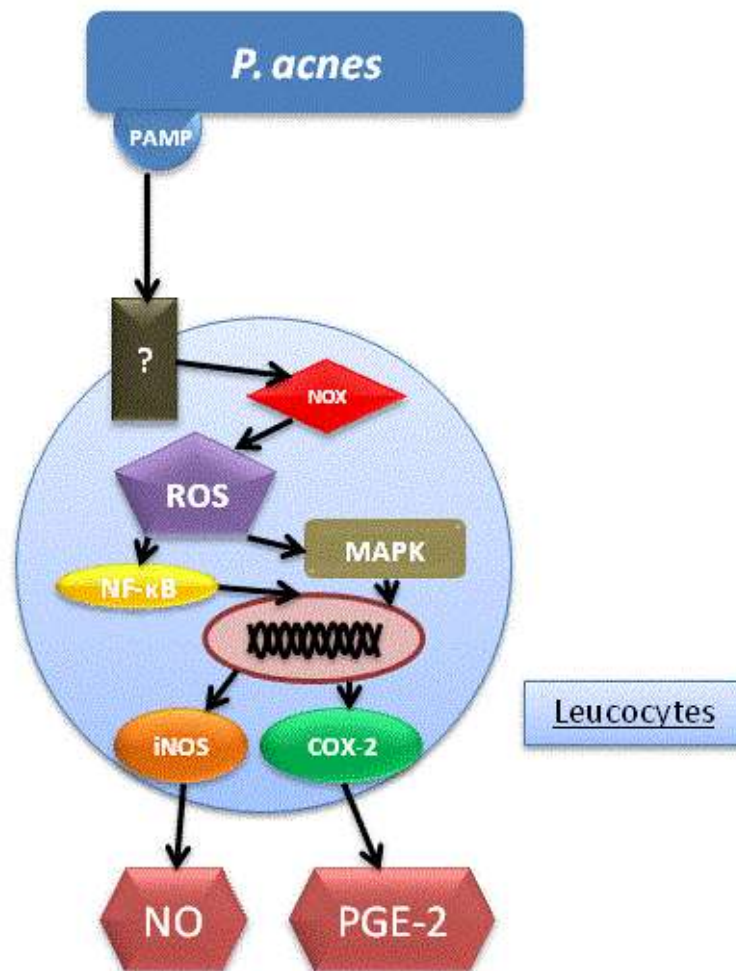 P. acnes
PAMP
?
NOX
ROS
MAPK
NF-κB
Leucocytes
iNOS
COX-2
NO
PGE-2